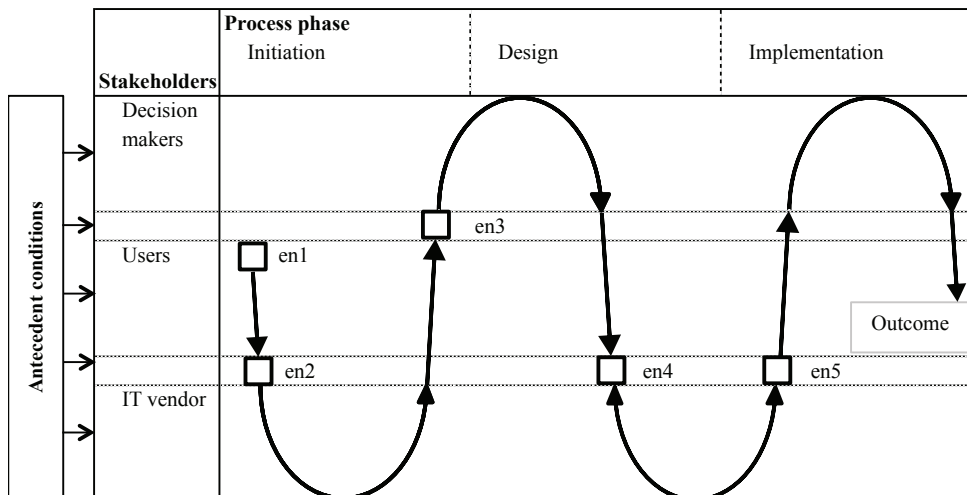 Process phase
Initiation
Design
Implementation
Stakeholders
Decision
makers
en3
Users
en1
Outcome
en2
en4
en5
IT vendor
Antecedent conditions